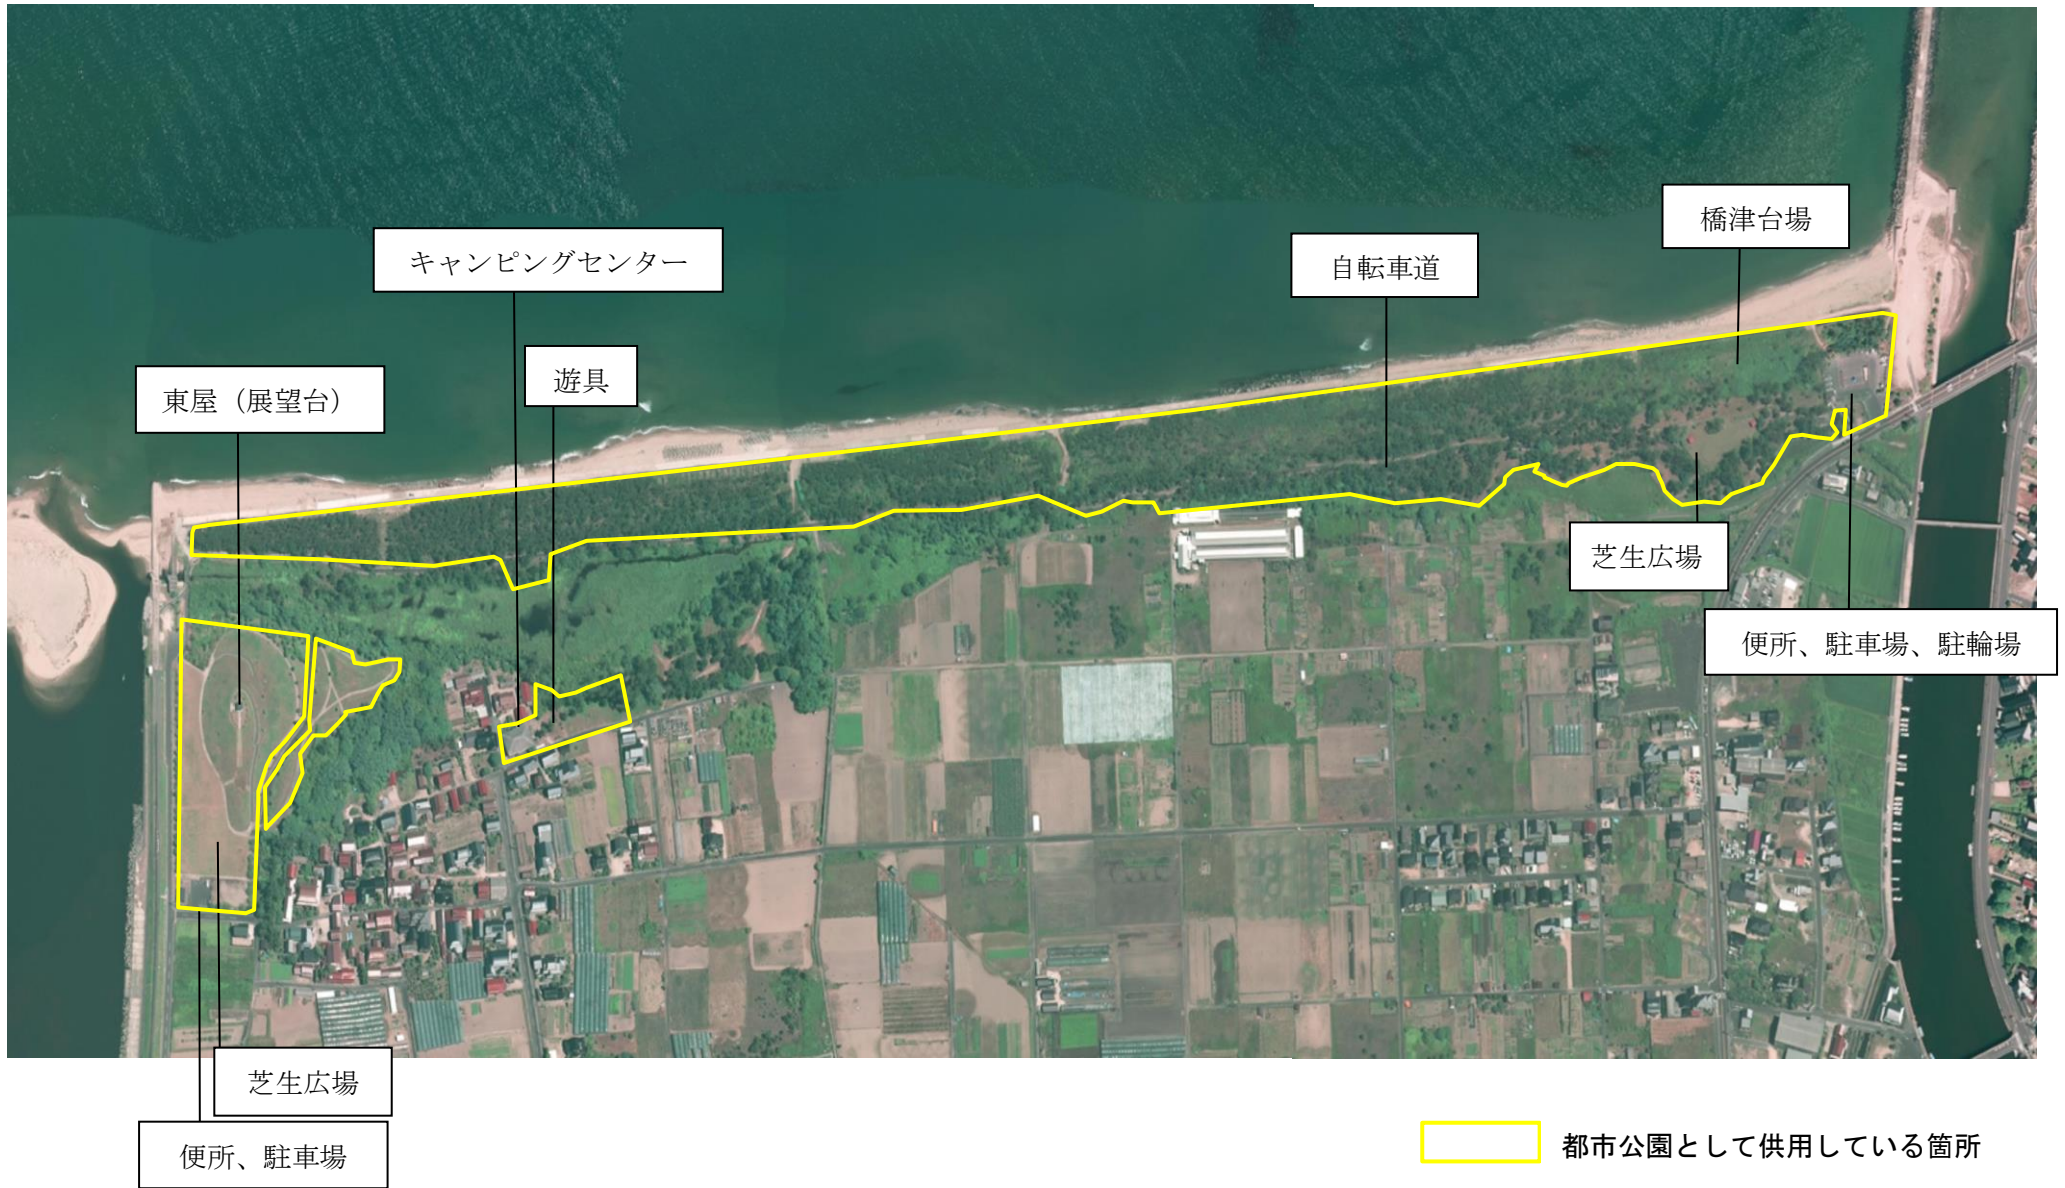 橋津台場
キャンピングセンター
自転車道
遊具
東屋（展望台）
芝生広場
便所、駐車場、駐輪場
芝生広場
便所、駐車場
都市公園として供用している箇所